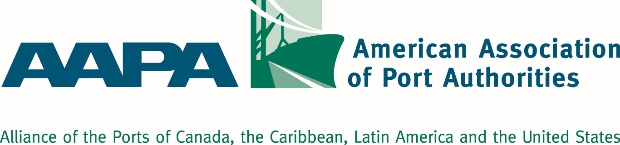 AAPA
American Association
of Port Authorities
Alliance of the Ports of Canada, the Caribbean, Latin America and the United States